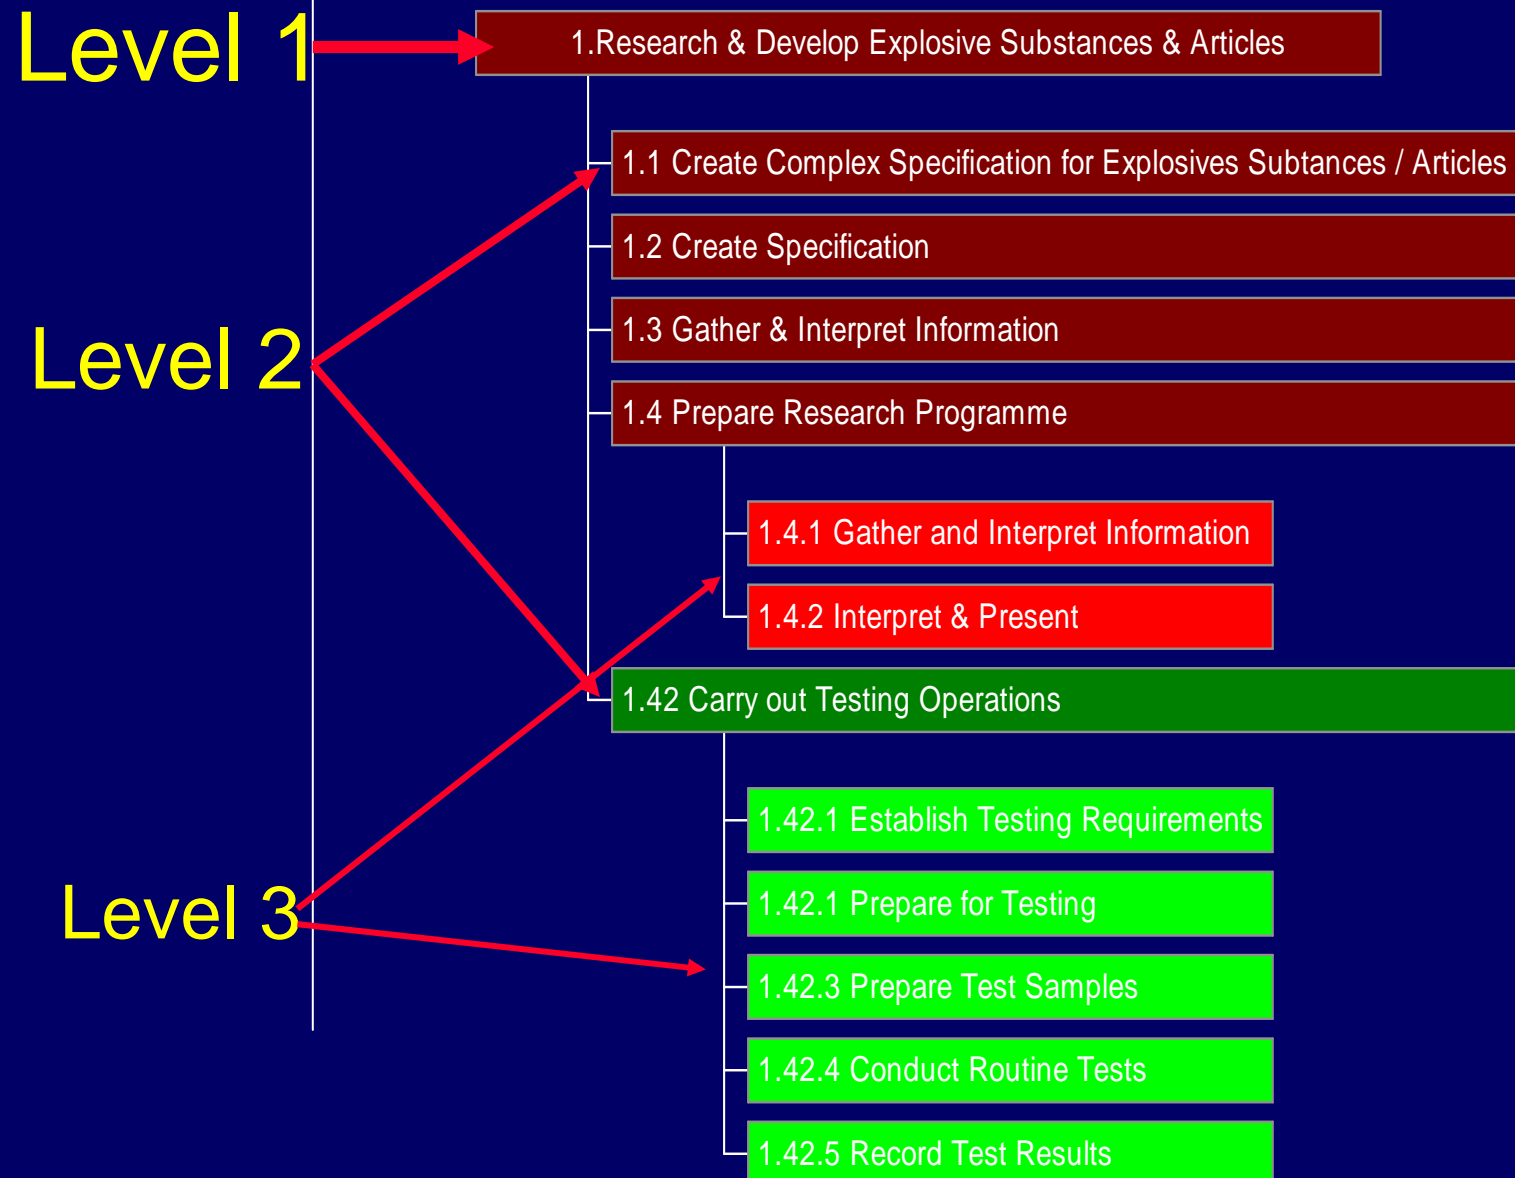 Level 1
1.Research & Develop Explosive Substances & Articles
1.1 Create Complex Specification for Explosives Subtances / Articles
1.2 Create Specification
1.3 Gather & Interpret Information
Level 2
1.4 Prepare Research Programme
1.4.1 Gather and Interpret Information
1.4.2 Interpret & Present
1.42 Carry out Testing Operations
1.42.1 Establish Testing Requirements
Level 3
1.42.1 Prepare for Testing
1.42.3 Prepare Test Samples
1.42.4 Conduct Routine Tests
1.42.5 Record Test Results